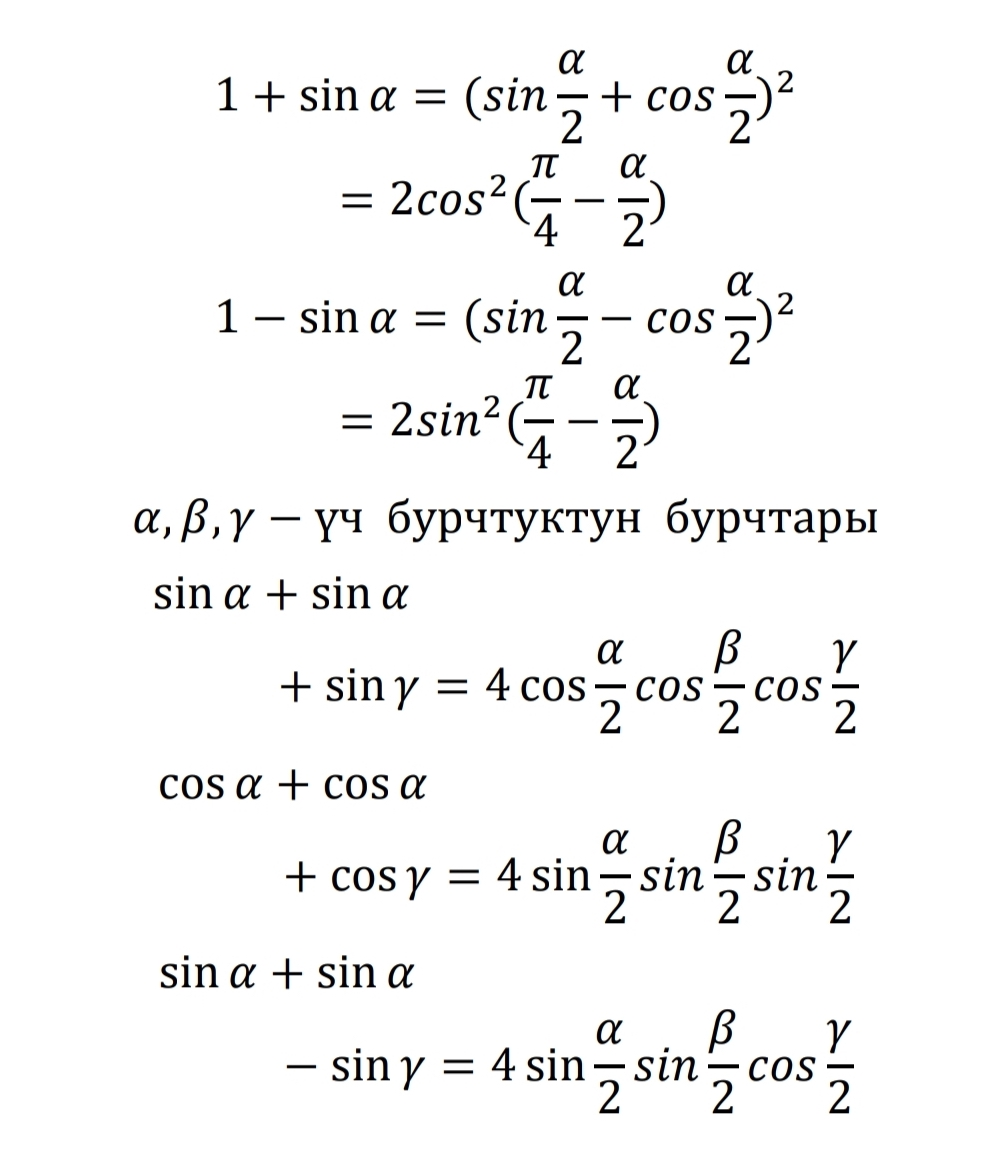 1 + sin α = (sin α/2 + cos α/2)²
= 2cos²(π/4 − α/2)
1 − sin α = (sin α/2 − cos α/2)²
= 2sin²(π/4 − α/2)
α, β, γ − үч бурчтуктун бурчтары
sin α + sin α
+ sin γ = 4 cos α/2 cos β/2 cos γ/2
cos α + cos α
+ cos γ = 4 sin α/2 sin β/2 sin γ/2
sin α + sin α
− sin γ = 4 sin α/2 sin β/2 cos γ/2